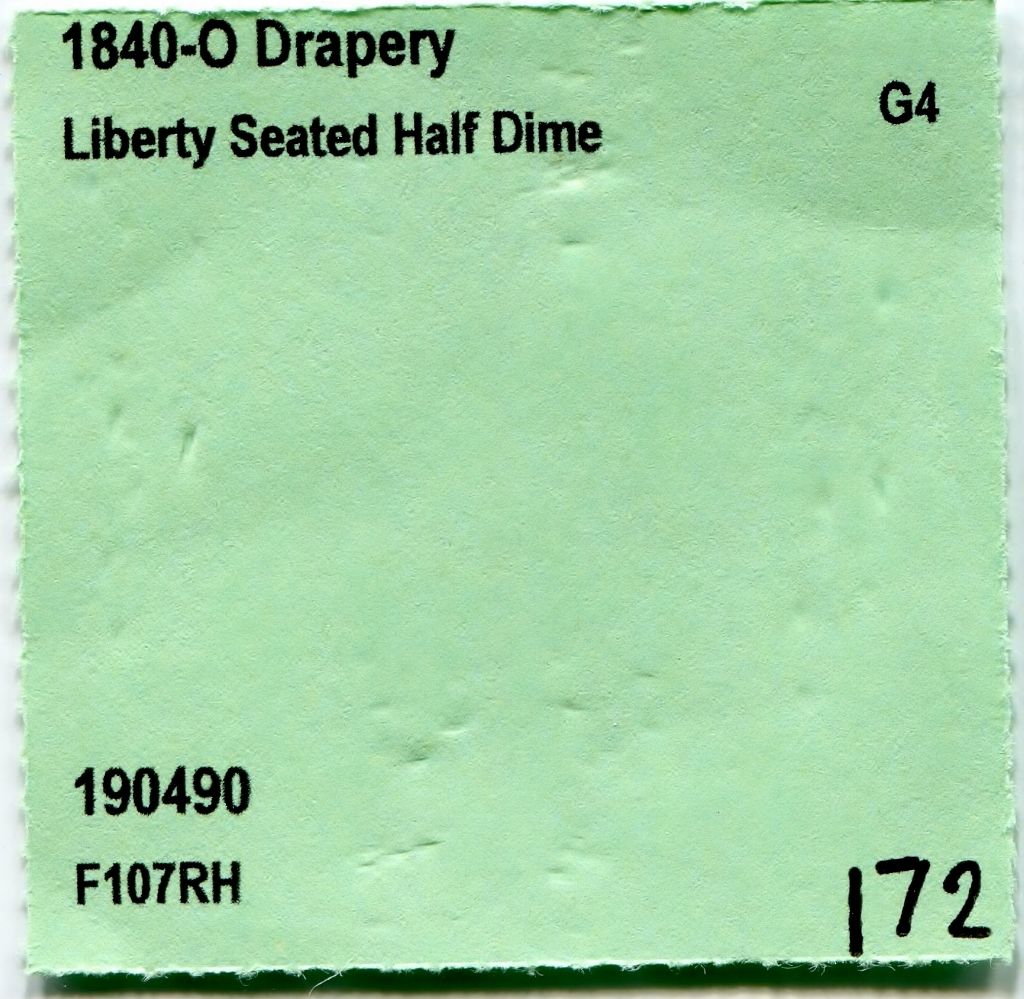 1840-O Drapery
G4
Liberty Seated Half Dime
190490
F107RH
172